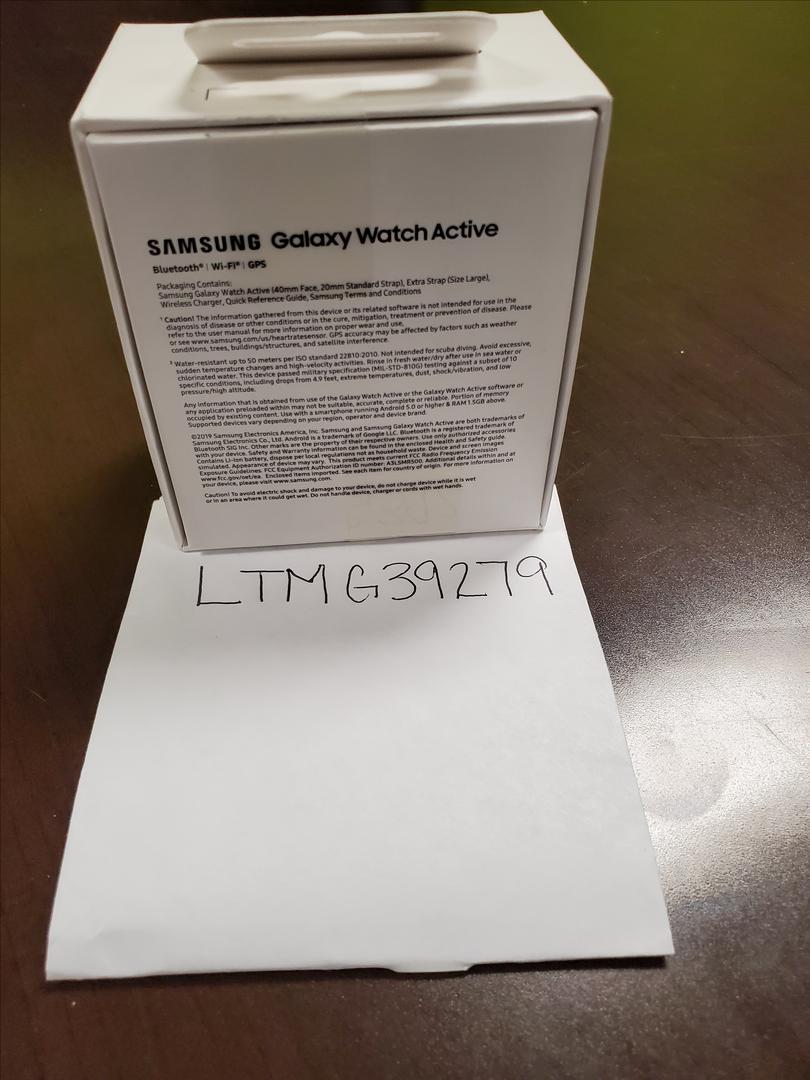 SAMSUNG Galaxy Watch Active
Bluetooth® | Wi-Fi® | GPS
Packaging Contains:
Samsung Galaxy Watch Active (40mm Face, 20mm Standard Strap), Extra Strap (Size Large),
Wireless Charger, Quick Reference Guide, Samsung Terms and Conditions
¹ Caution! The information gathered from this device or its related software is not intended for use in the
diagnosis of disease or other conditions or in the cure, mitigation, treatment or prevention of disease. Please
refer to the user manual for more information on proper wear and use,
or see www.samsung.com/us/heartratesensor. GPS accuracy may be affected by factors such as weather
conditions, trees, buildings/structures, and satellite interference.
² Water-resistant up to 50 meters per ISO standard 22810:2010. Not intended for scuba diving. Avoid excessive,
sudden temperature changes and high-velocity activities. Rinse in fresh water/dry after use in sea water or
chlorinated water. This device passed military specification (MIL-STD-810G) testing against a subset of 10
specific conditions, including drops from 4.9 feet, extreme temperatures, dust, shock/vibration, and low
pressure/high altitude.
Any information that is obtained from use of the Galaxy Watch Active or the Galaxy Watch Active software or
any application preloaded within may not be suitable, accurate, complete or reliable. Portion of memory
occupied by existing content. Use with a smartphone running Android 5.0 or higher & RAM 1.5GB above.
Supported devices vary depending on your region, operator and device brand.
©2019 Samsung Electronics America, Inc. Samsung and Samsung Galaxy Watch Active are both trademarks of
Samsung Electronics Co., Ltd. Android is a trademark of Google LLC. Bluetooth is a registered trademark of
Bluetooth SIG Inc. Other marks are the property of their respective owners. Use only authorized accessories
with your device. Safety and Warranty Information can be found in the enclosed Health and Safety guide.
Contains Li-Ion battery, dispose per local regulations not as household waste. Device and screen images
simulated. Appearance of device may vary. This product meets current FCC Radio Frequency Emission
Exposure Guidelines. FCC Equipment Authorization ID number: A3LSMR500. Additional details within and at
www.fcc.gov/oet/ea. Enclosed items imported. See each item for country of origin. For more information on
your device, please visit www.samsung.com.
Caution! To avoid electric shock and damage to your device, do not charge device while it is wet
or in an area where it could get wet. Do not handle device, charger or cords with wet hands.
LTMG39279